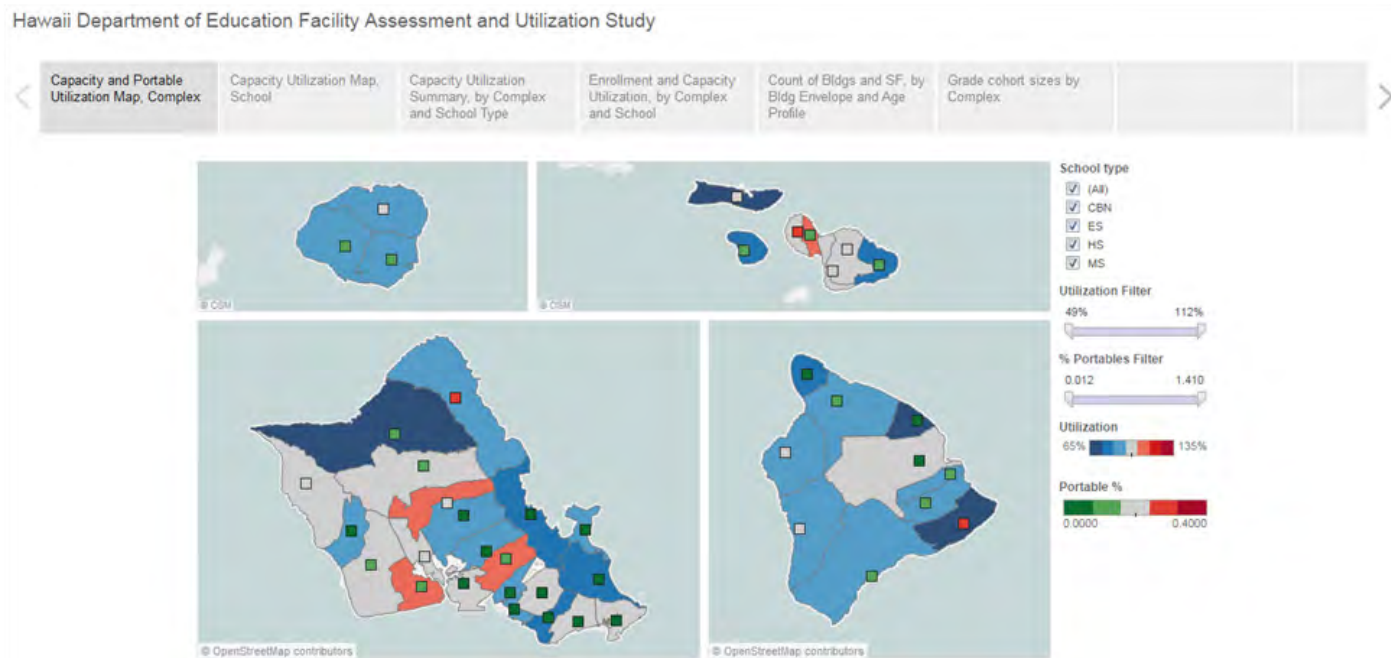 Hawaii Department of Education Facility Assessment and Utilization Study
Capacity and Portable
Utilization Map, Complex
Capacity Utilization Map,
School
Capacity Utilization
Summary, by Complex
and School Type
Enrollment and Capacity
Utilization, by Complex
and School
Count of Bldgs and SF, by
Bldg Envelope and Age
Profile
Grade cohort sizes by
Complex
School type
(All)
CBN
ES
HS
MS
Utilization Filter
49% 112%
% Portables Filter
0.012 1.410
Utilization
65% 135%
Portable %
0.0000 0.4000
© OSM
© OSM
© OpenStreetMap contributors
© OpenStreetMap contributors